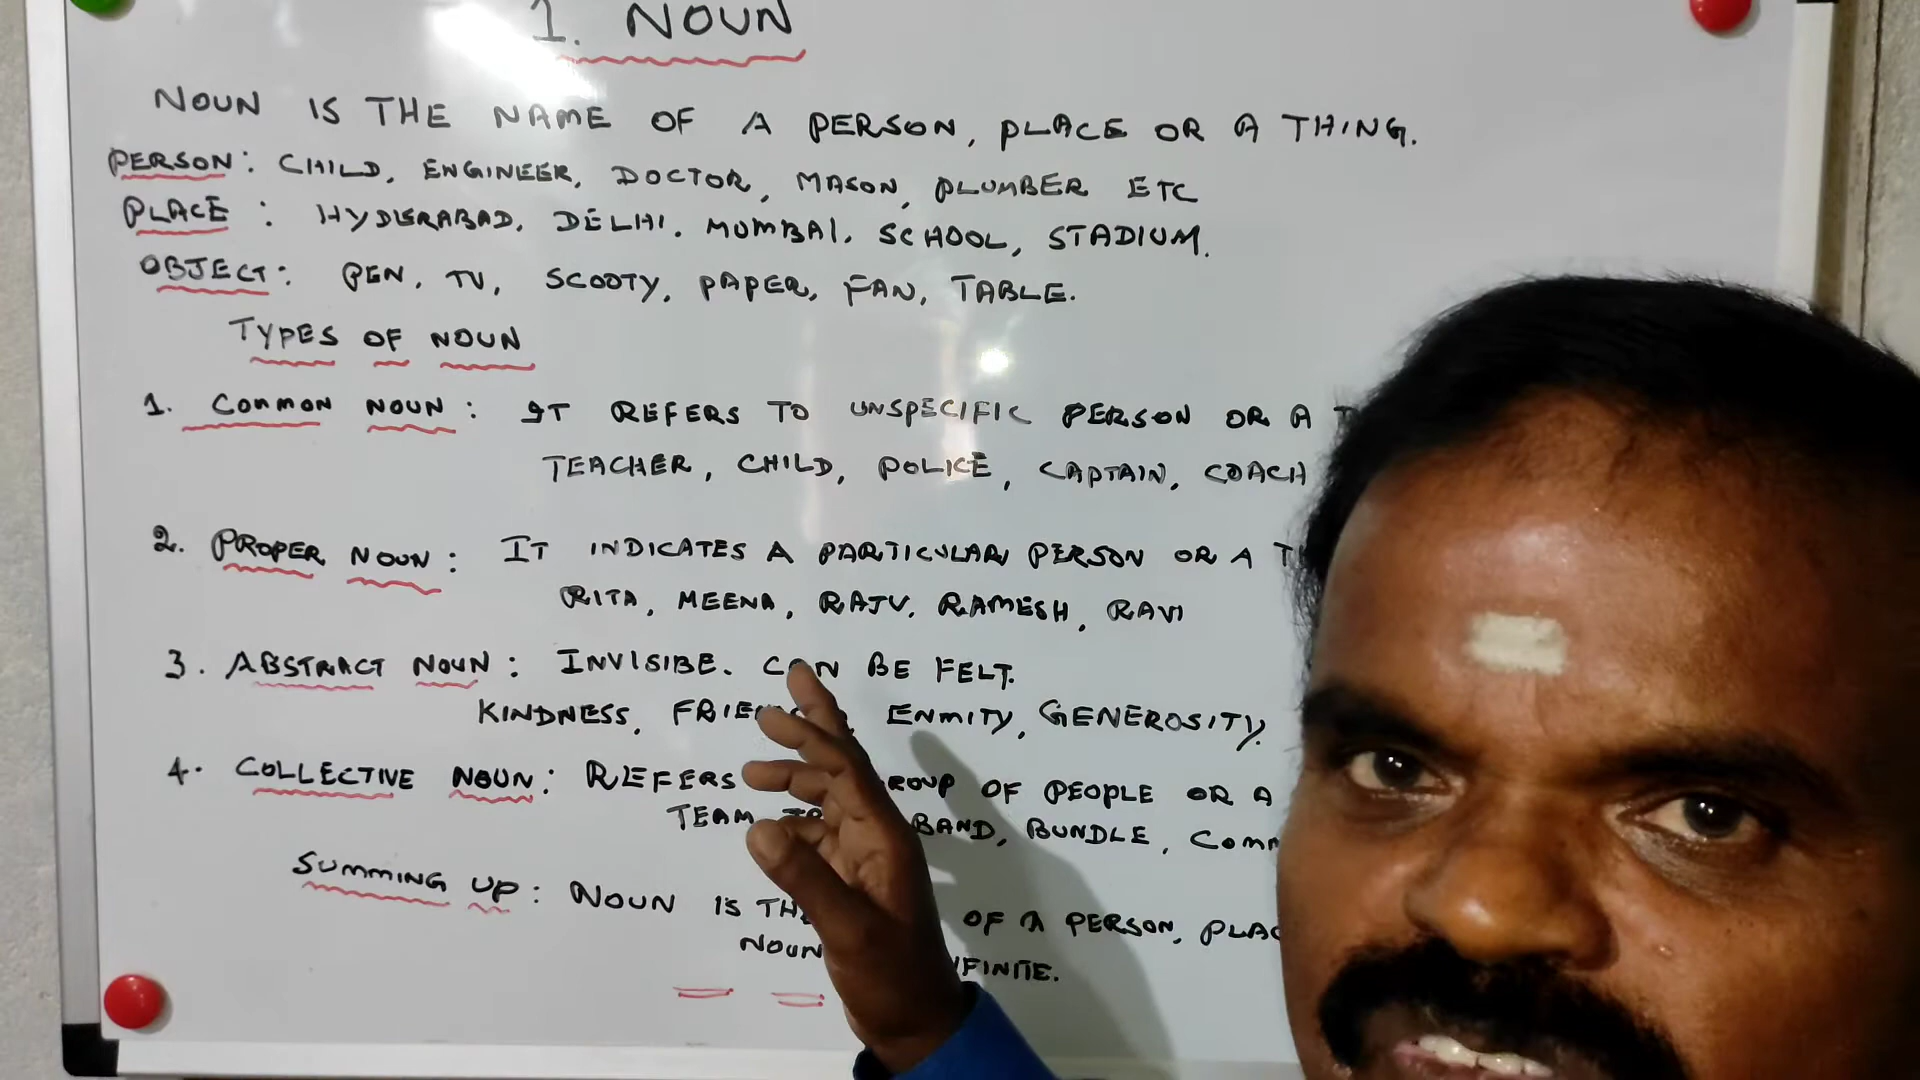 1. NOUN
NOUN IS THE NAME OF A PERSON, PLACE OR A THING.
PERSON: CHILD, ENGINEER, DOCTOR, MASON, PLUMBER ETC
PLACE : HYDERABAD, DELHI, MUMBAI, SCHOOL, STADIUM.
OBJECT: PEN, TV, SCOOTY, PAPER, FAN, TABLE.
TYPES OF NOUN
1. COMMON NOUN : IT REFERS TO UNSPECIFIC PERSON OR A
TEACHER, CHILD, POLICE, CAPTAIN, COACH
2. PROPER NOUN : IT INDICATES A PARTICULAR PERSON OR A
RITA, MEENA, RAJU, RAMESH, RAVI
3. ABSTRACT NOUN : INVISIBE. CAN BE FELT.
KINDNESS, ENMITY, GENEROSITY.
4. COLLECTIVE NOUN : REFERS OF PEOPLE OR A
TEAM BAND, BUNDLE,
SUMMING UP : NOUN IS OF A PERSON,
NOUN